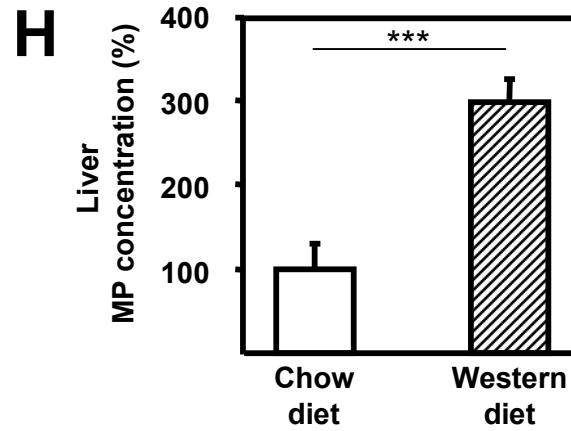 H
Liver
MP concentration (%)
400
300
200
100
***
Chow
diet
Western
diet